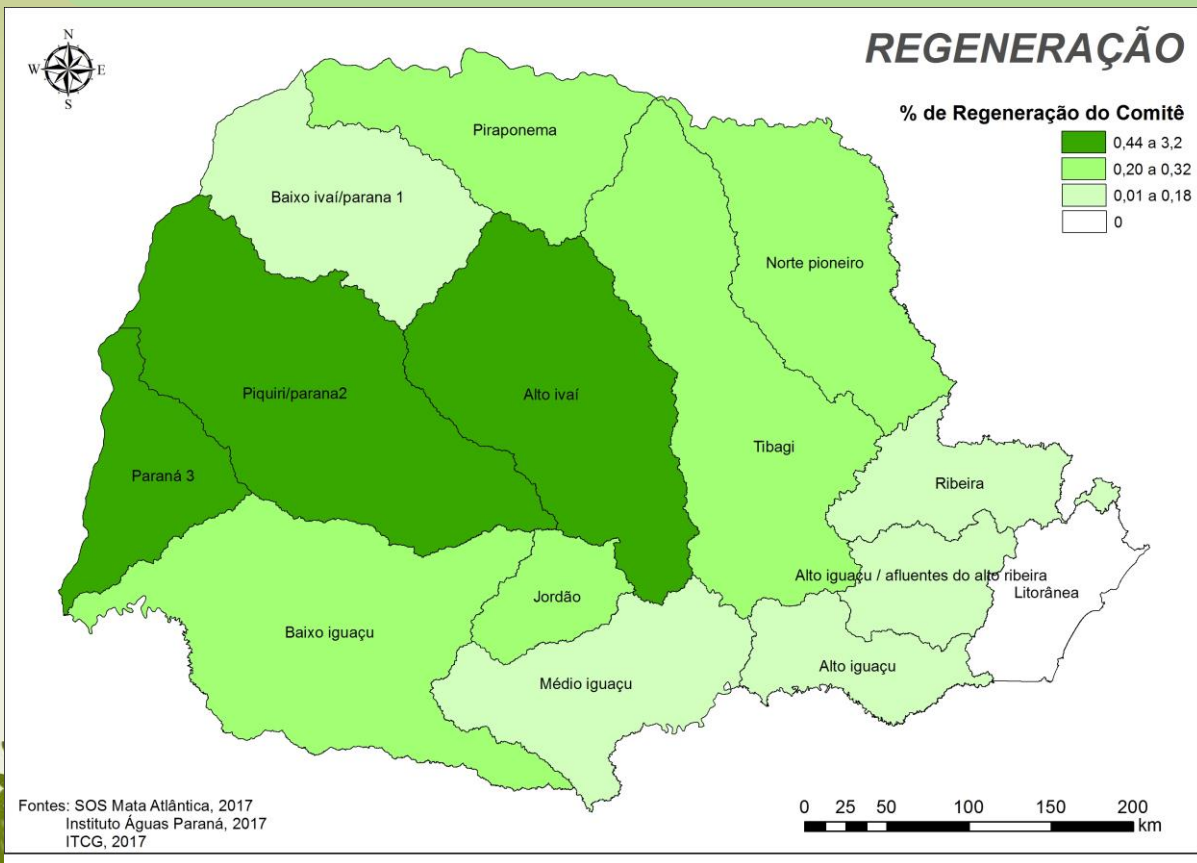 REGENERAÇÃO
N
W E
S
% de Regeneração do Comitê
0,44 a 3,2
0,20 a 0,32
0,01 a 0,18
0
Piraponema
Baixo ivaí/parana 1
Norte pioneiro
Piquiri/parana2
Alto ivaí
Tibagi
Paraná 3
Ribeira
Alto iguaçu / afluentes do alto ribeira
Litorânea
Jordão
Baixo iguaçu
Alto iguaçu
Médio iguaçu
Fontes: SOS Mata Atlântica, 2017
Instituto Águas Paraná, 2017
ITCG, 2017
0 25 50 100 150 200
km